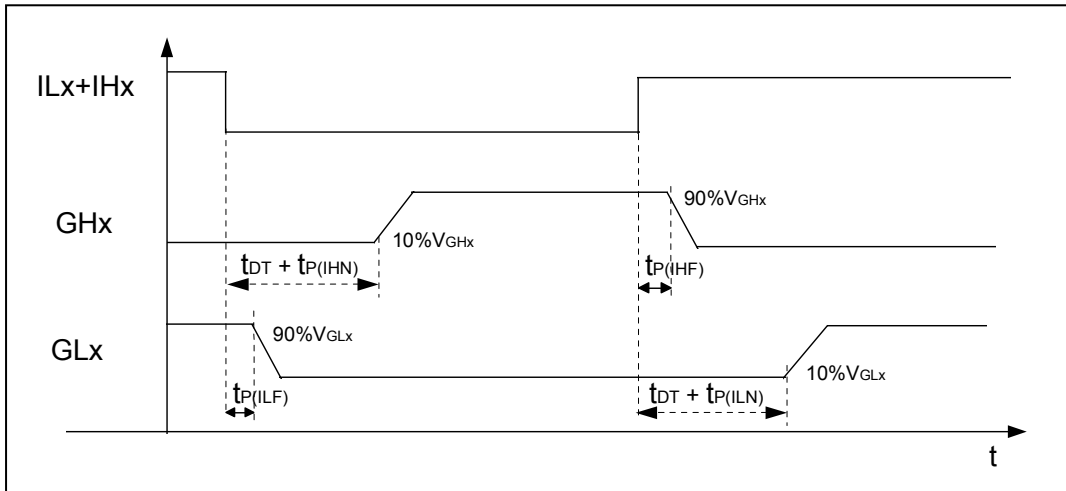 ILx+IHx
GHx
90%VGHx
10%VGHx
tDT + tP(IHN)
tP(IHF)
GLx
90%VGLx
10%VGLx
tP(ILF)
tDT + tP(ILN)
t